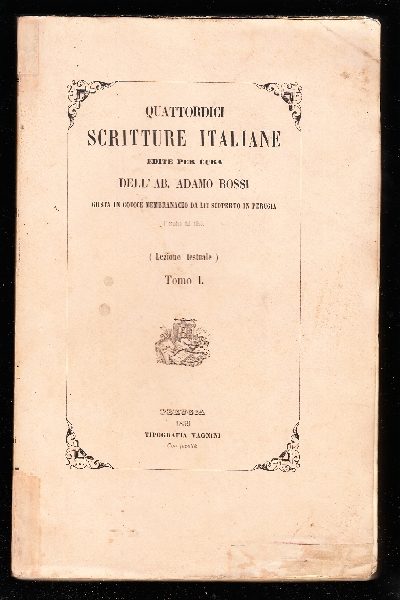 QUATTORDICI
SCRITTURE ITALIANE
EDITE PER CURA
DELL' AB. ADAMO ROSSI
GIUSTA UN CODICE MEMBRANACEO DA LUI SCOPERTO IN PERUGIA
( Lezione testuale )
Tomo I.
PERUGIA
TIPOGRAFIA VAGNINI